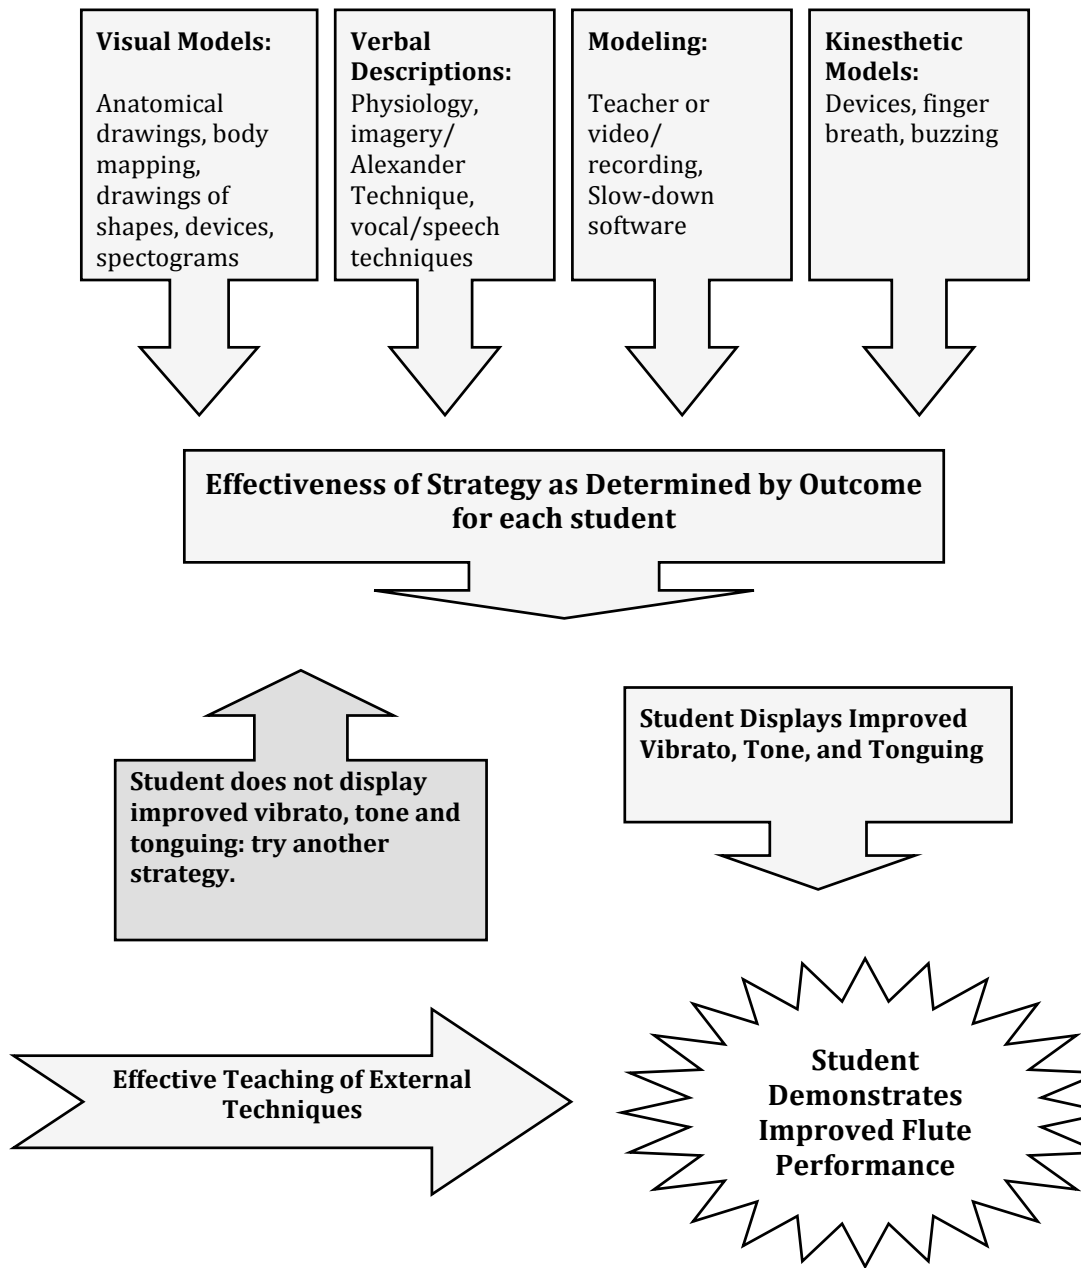 Visual Models:
Anatomical
drawings, body
mapping,
drawings of
shapes, devices,
spectograms
Verbal
Descriptions:
Physiology,
imagery/
Alexander
Technique,
vocal/speech
techniques
Modeling:
Teacher or
video/
recording,
Slow-down
software
Kinesthetic
Models:
Devices, finger
breath, buzzing
Effectiveness of Strategy as Determined by Outcome
for each student
Student does not display
improved vibrato, tone and
tonguing: try another
strategy.
Student Displays Improved
Vibrato, Tone, and Tonguing
Effective Teaching of External
Techniques
Student
Demonstrates
Improved Flute
Performance